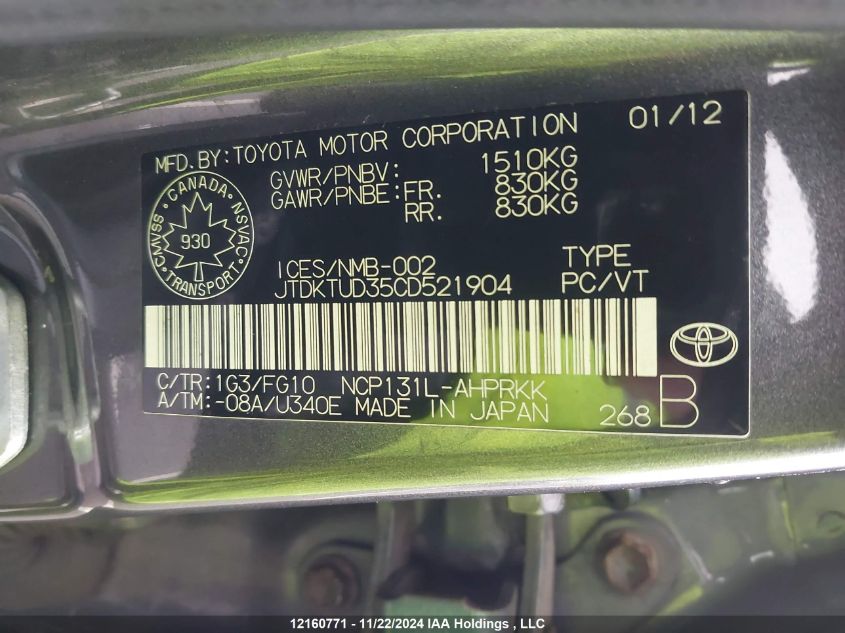 MFD.BY:TOYOTA MOTOR CORPORATION 01/12
GVWR/PNBV: 1510KG
GAWR/PNBE:FR. 830KG
RR. 830KG
CANADA
CMVSS NSVAC
930
TRANSPORT
ICES/NMB-002 TYPE
JTDKTUD35CD521904 PC/VT
C/TR:1G3/FG10 NCP131L-AHPRKK
A/TM:-08A/U340E MADE IN JAPAN 268 B
12160771 - 11/22/2024 IAA Holdings , LLC